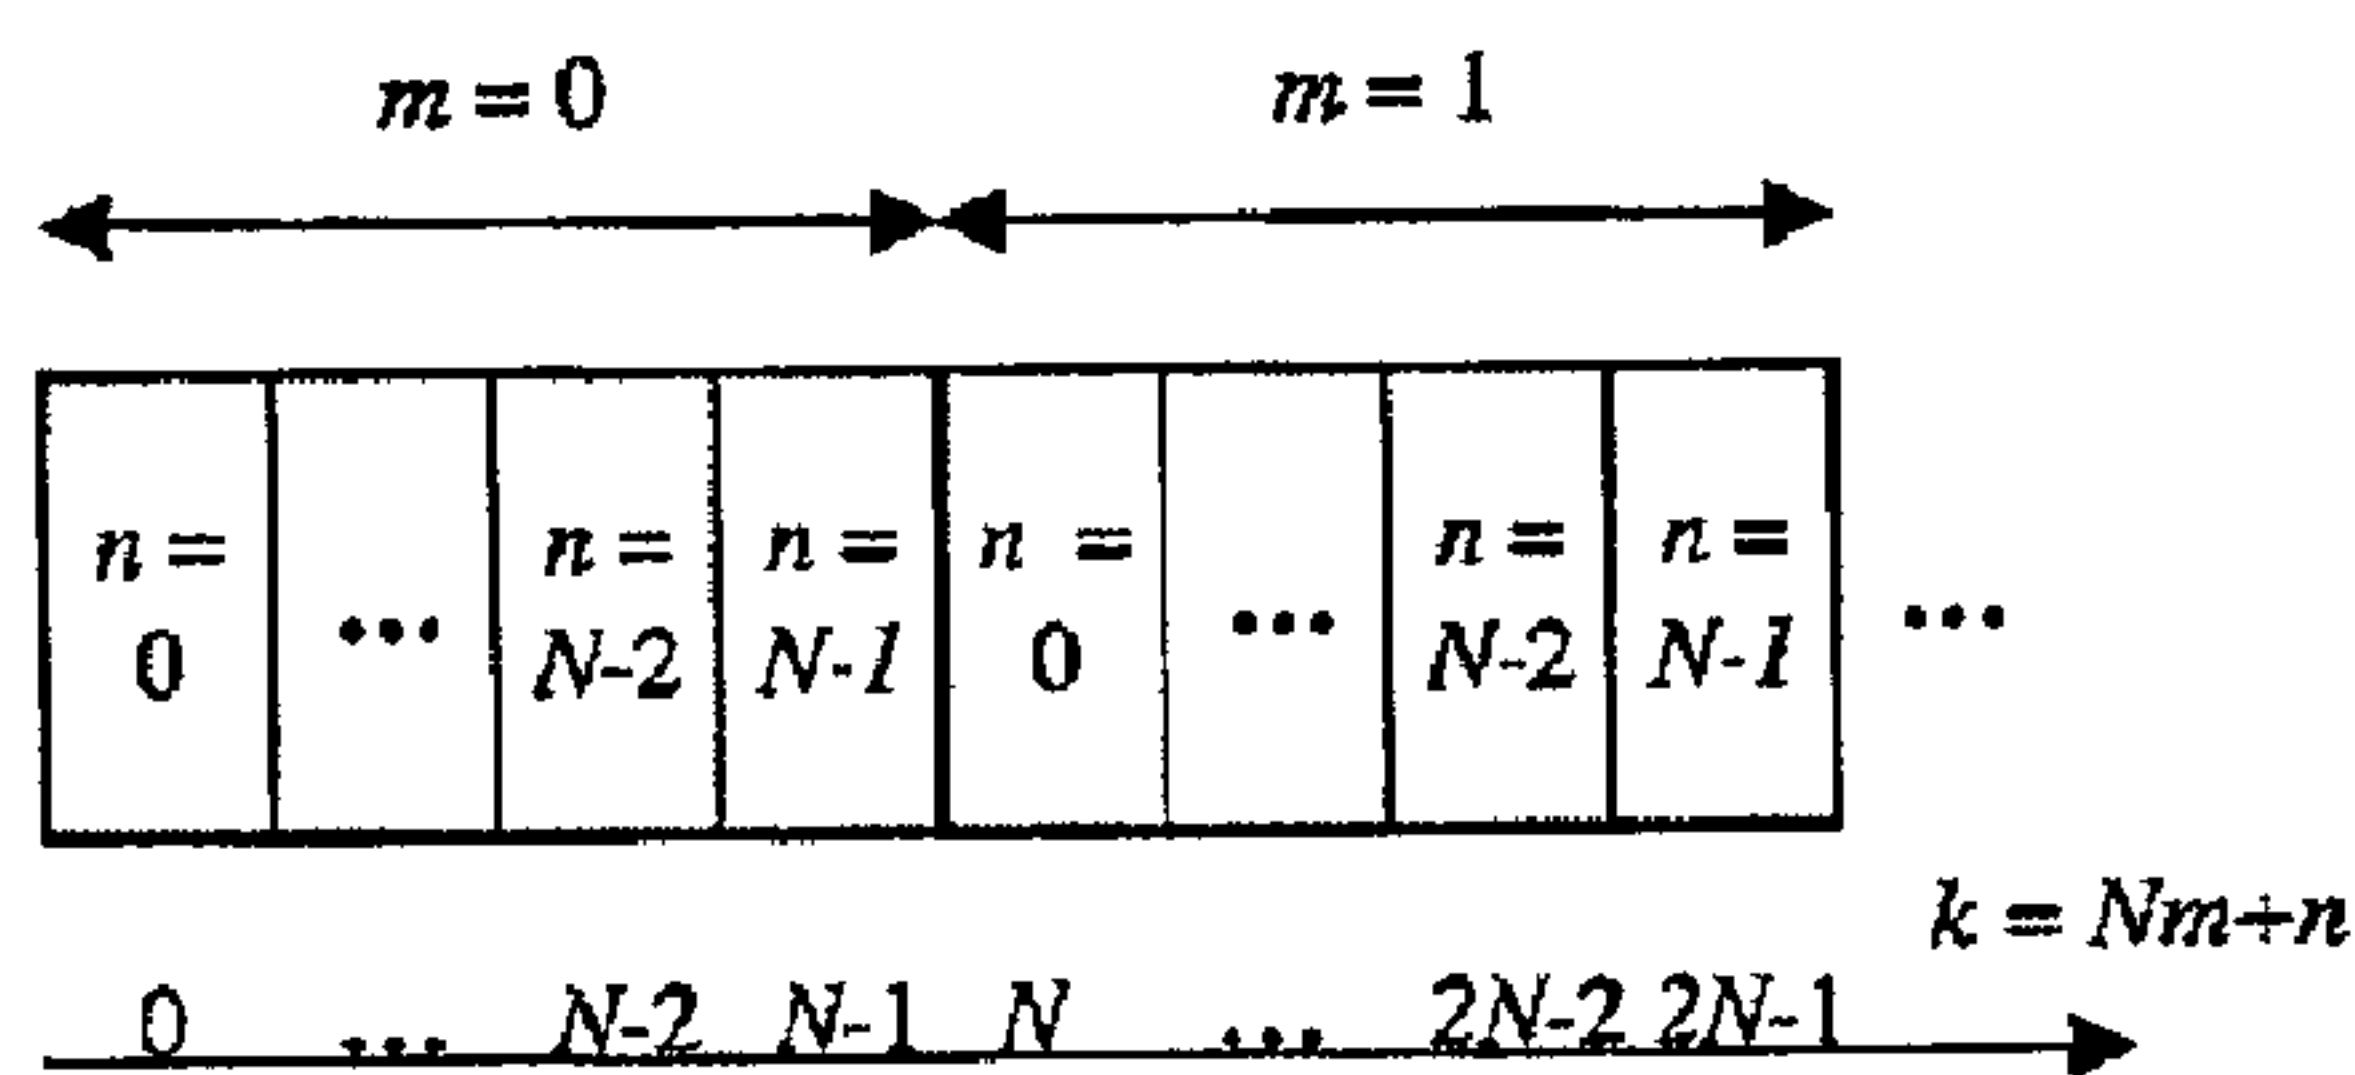 m = 0 m = 1
n = n = n = n = n = n =
0 ... N-2 N-1 0 ... N-2 N-1 ...
k = Nm+n
0 ... N-2 N-1 N ... 2N-2 2N-1